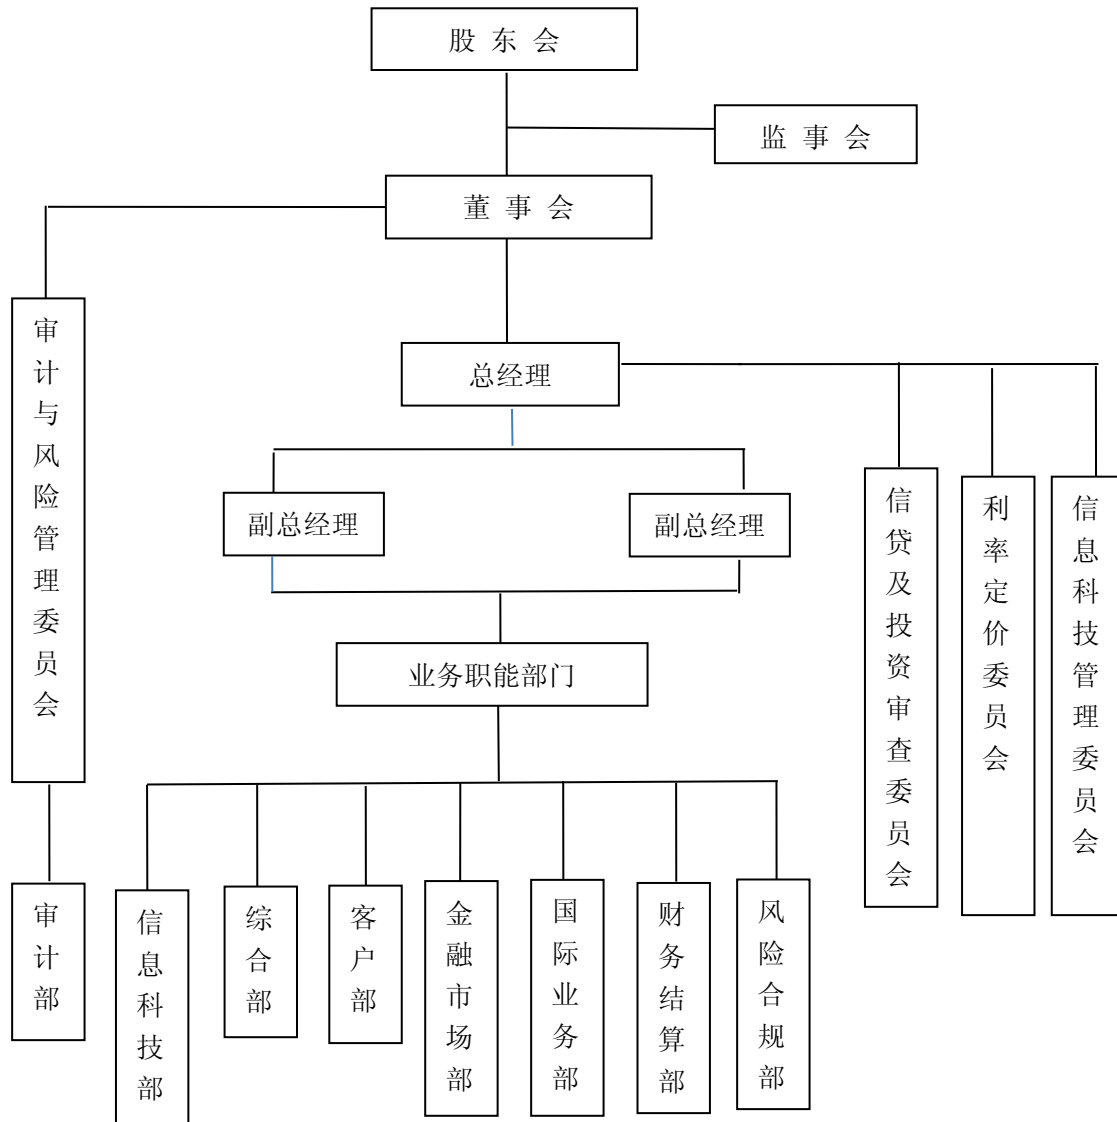 股 东 会
监 事 会
董 事 会
审计与风险管理委员会
总经理
副总经理
副总经理
信贷及投资审查委员会
利率定价委员会
信息科技管理委员会
业务职能部门
审计部
信息科技部
综合部
客户部
金融市场部
国际业务部
财务结算部
风险合规部